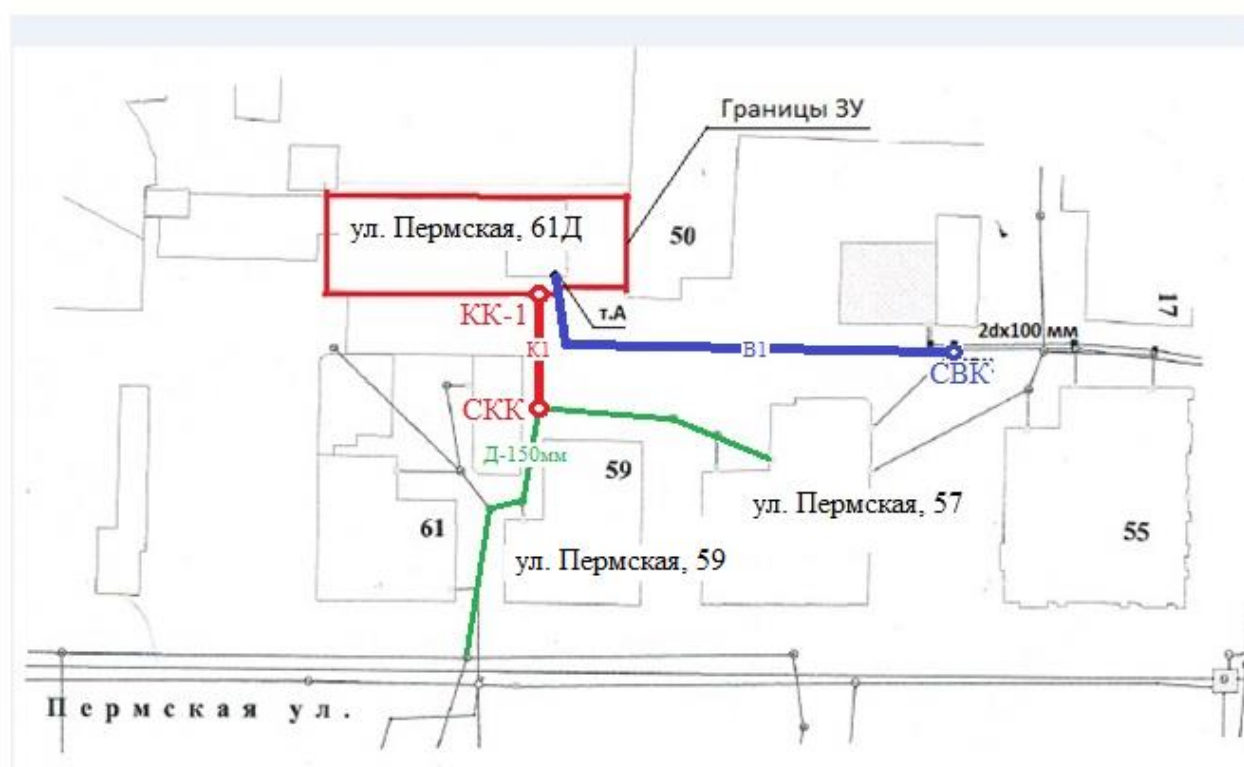 Границы ЗУ
ул. Пермская, 61Д
50
КК-1
т.А
К1
В1
2dx100 мм
17
СВК
СКК
Д-150мм
59
ул. Пермская, 57
61
55
ул. Пермская, 59
Пермская ул.